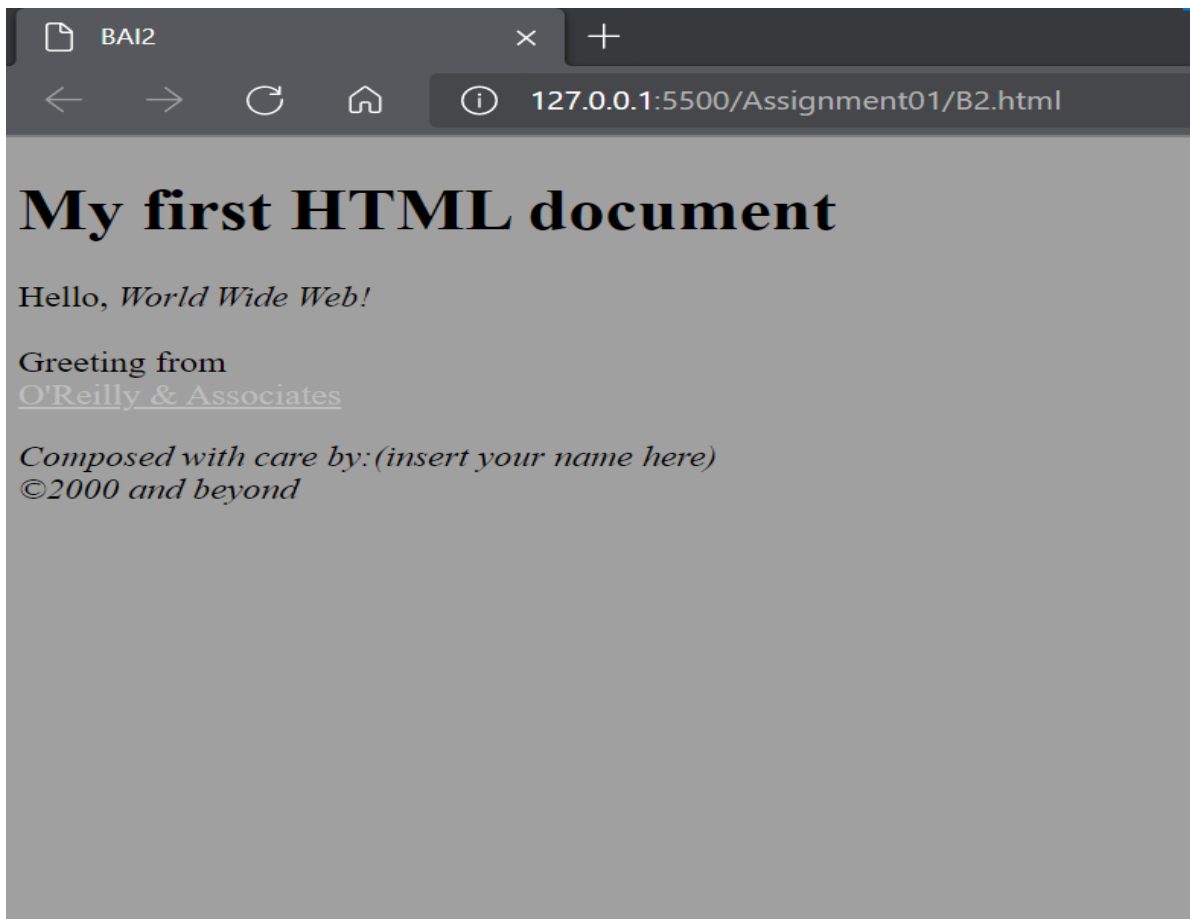 BAI2
127.0.0.1:5500/Assignment01/B2.html
My first HTML document
Hello, World Wide Web!
Greeting from
O'Reilly & Associates
Composed with care by:(insert your name here)
©2000 and beyond